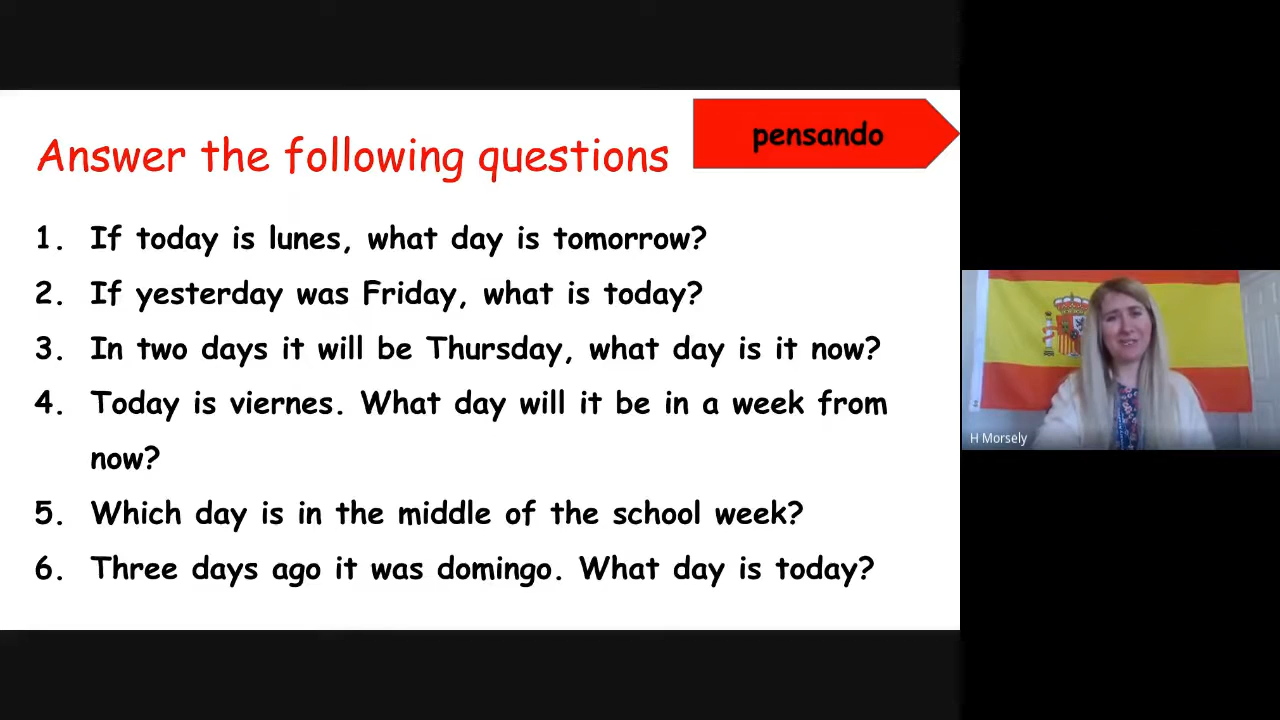 Answer the following questions
pensando
1. If today is lunes, what day is tomorrow?
2. If yesterday was Friday, what is today?
3. In two days it will be Thursday, what day is it now?
4. Today is viernes. What day will it be in a week from
now?
5. Which day is in the middle of the school week?
6. Three days ago it was domingo. What day is today?
H Morsely